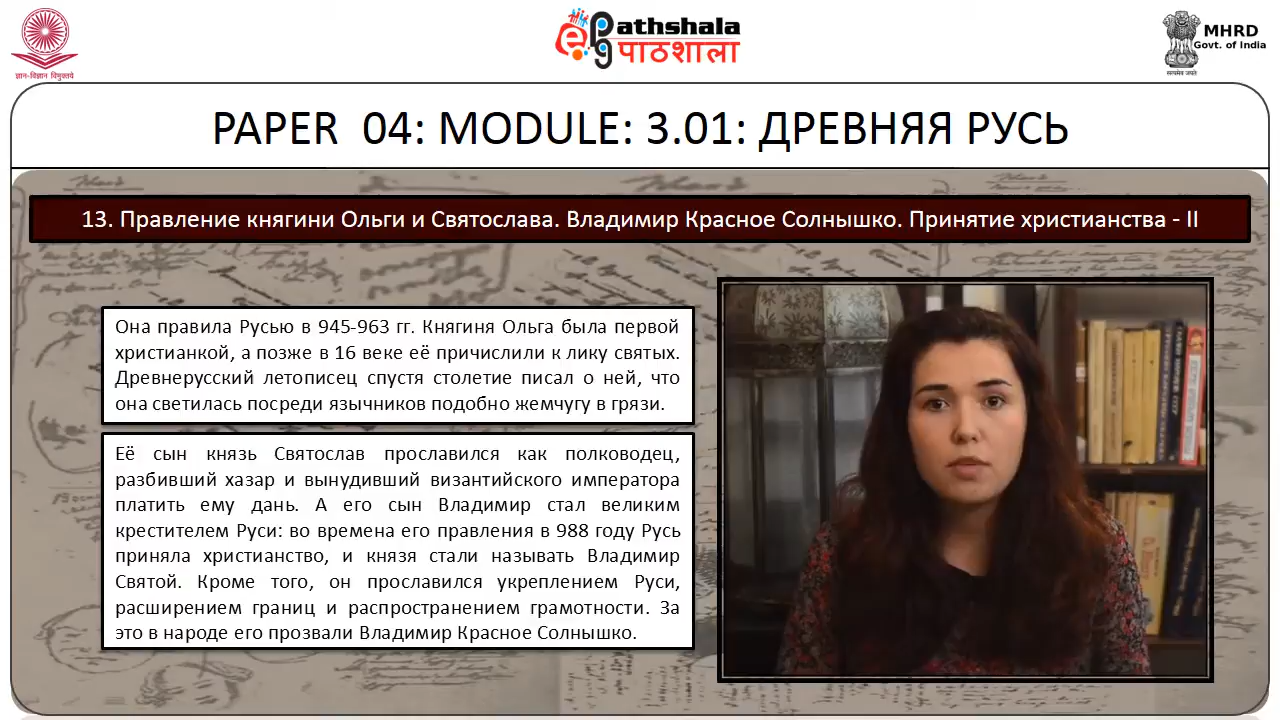 ज्ञान-विज्ञान विमुक्तये
ePathshala
पाठशाला
MHRD
Govt. of India
सत्यमेव जयते
PAPER 04: MODULE: 3.01: ДРЕВНЯЯ РУСЬ
13. Правление княгини Ольги и Святослава. Владимир Красное Солнышко. Принятие христианства - II
Она правила Русью в 945-963 гг. Княгиня Ольга была первой
христианкой, а позже в 16 веке её причислили к лику святых.
Древнерусский летописец спустя столетие писал о ней, что
она светилась посреди язычников подобно жемчугу в грязи.
Её сын князь Святослав прославился как полководец,
разбивший хазар и вынудивший византийского императора
платить ему дань. А его сын Владимир стал великим
крестителем Руси: во времена его правления в 988 году Русь
приняла христианство, и князя стали называть Владимир
Святой. Кроме того, он прославился укреплением Руси,
расширением границ и распространением грамотности. За
это в народе его прозвали Владимир Красное Солнышко.